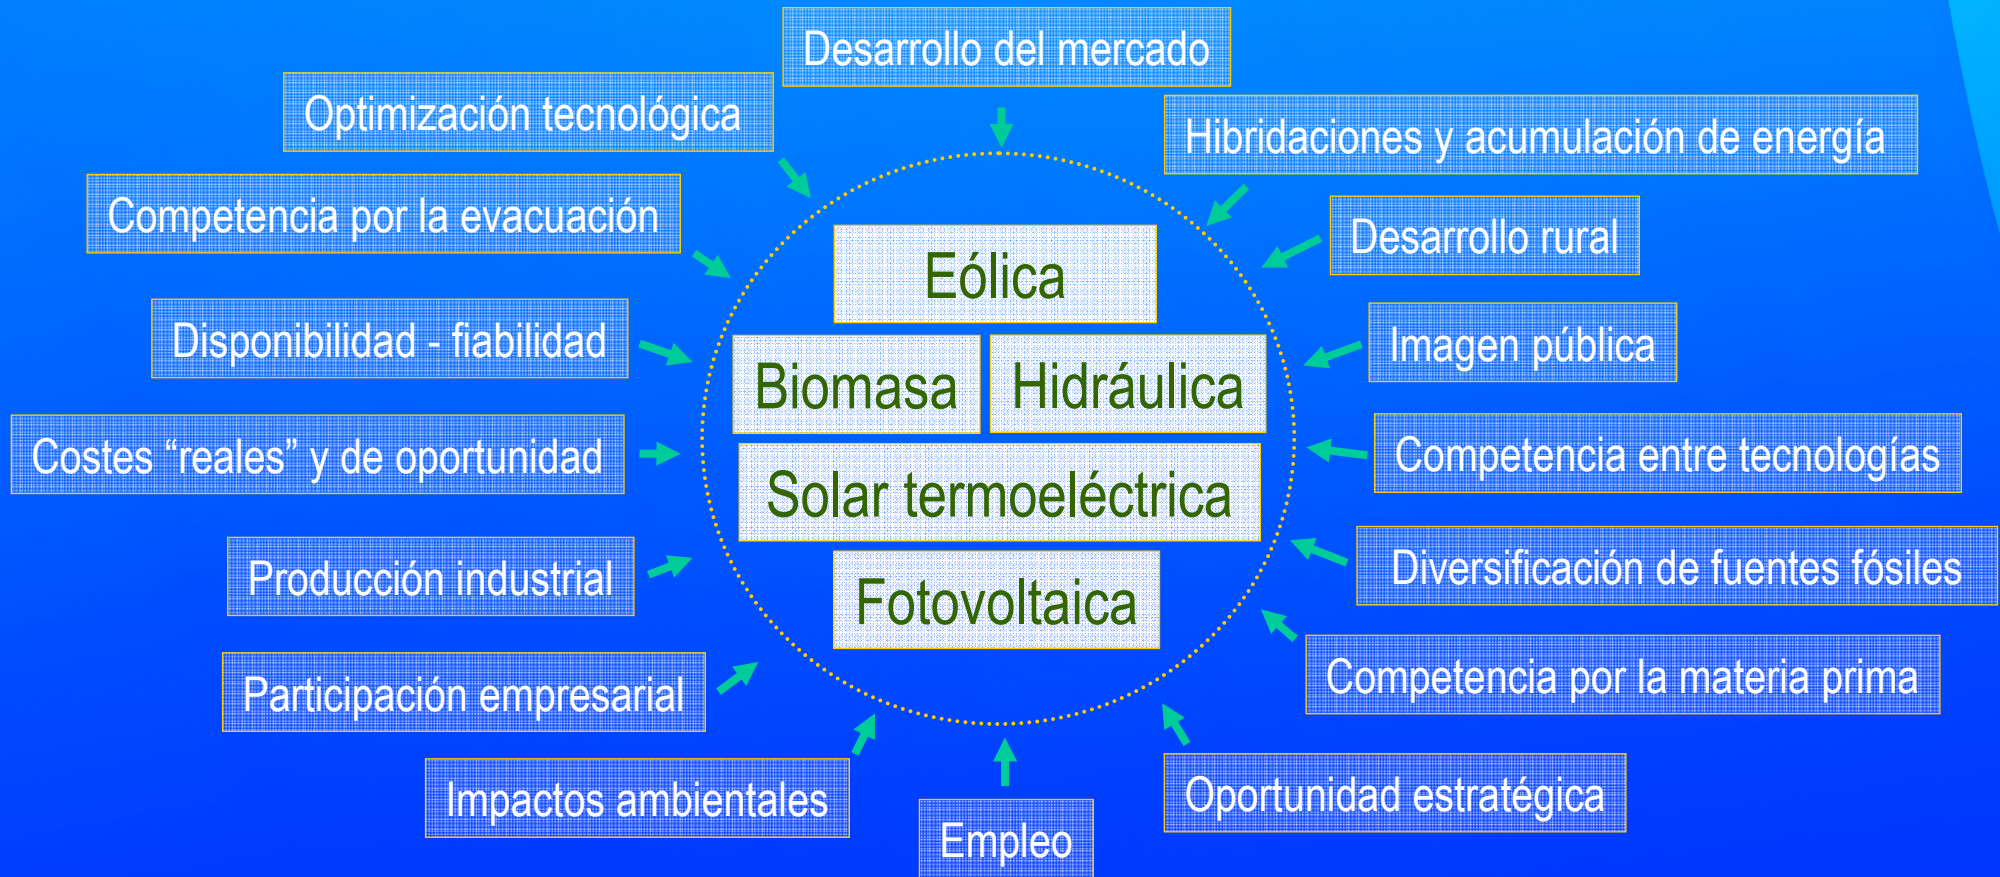 Desarrollo del mercado
Optimización tecnológica
Hibridaciones y acumulación de energía
Competencia por la evacuación
Desarrollo rural
Eólica
Disponibilidad - fiabilidad
Imagen pública
Biomasa
Hidráulica
Costes “reales” y de oportunidad
Competencia entre tecnologías
Solar termoeléctrica
Producción industrial
Diversificación de fuentes fósiles
Fotovoltaica
Participación empresarial
Competencia por la materia prima
Impactos ambientales
Oportunidad estratégica
Empleo